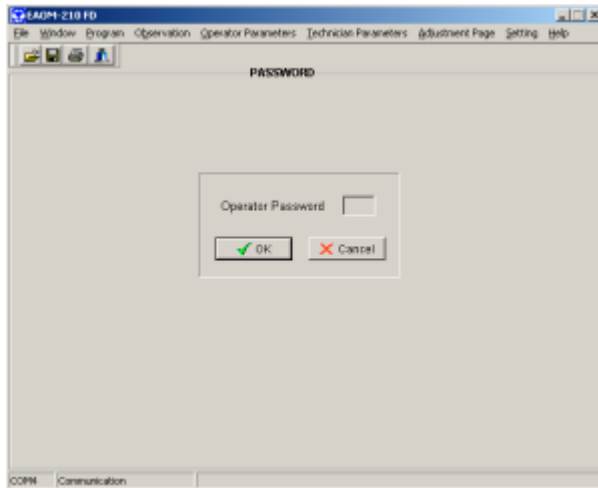 EAOM-210 FD
File Window Program Observation Operator Parameters Technician Parameters Adjustment Page Setting Help
PASSWORD
Operator Password
OK Cancel
COM4 Communication